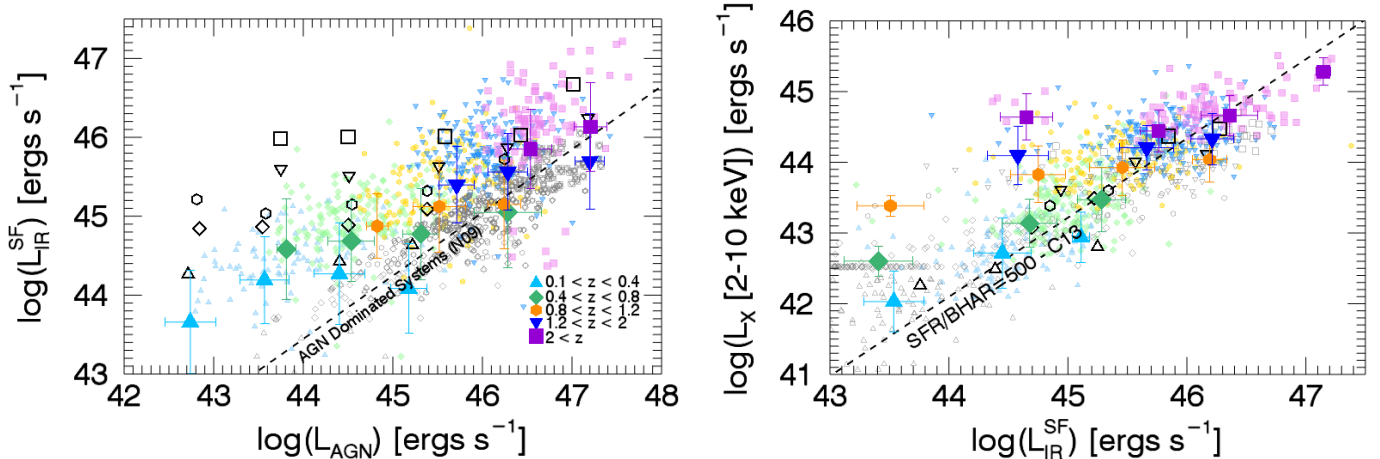 log(L_IR^SF) [ergs s^−1]
47
46
45
44
43
42 43 44 45 46 47 48
log(L_AGN) [ergs s^−1]
AGN Dominated Systems (N09)
0.1 < z < 0.4
0.4 < z < 0.8
0.8 < z < 1.2
1.2 < z < 2
2 < z
log(L_X [2-10 keV]) [ergs s^−1]
46
45
44
43
42
41
43 44 45 46 47
log(L_IR^SF) [ergs s^−1]
SFR/BHAR=500 C13